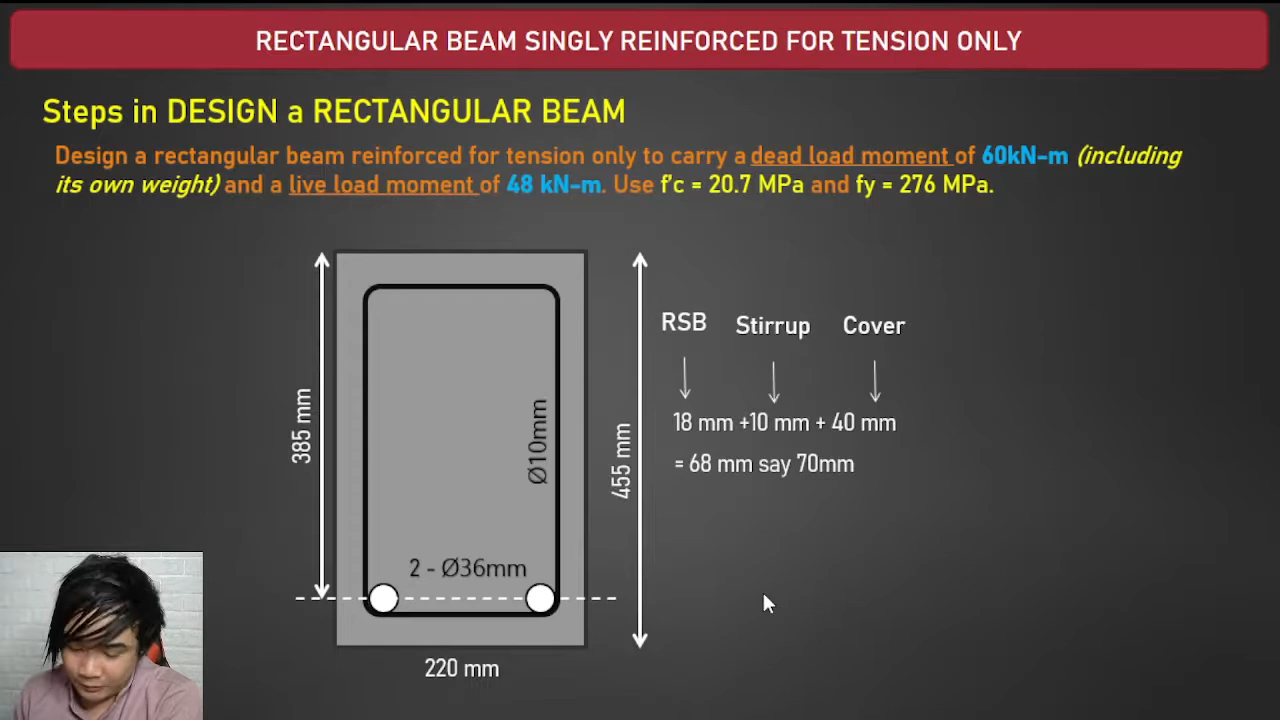 RECTANGULAR BEAM SINGLY REINFORCED FOR TENSION ONLY
Steps in DESIGN a RECTANGULAR BEAM
Design a rectangular beam reinforced for tension only to carry a dead load moment of 60kN-m (including
its own weight) and a live load moment of 48 kN-m. Use f'c = 20.7 MPa and fy = 276 MPa.
RSB Stirrup Cover
18 mm +10 mm + 40 mm
= 68 mm say 70mm
385 mm
Ø10mm
455 mm
2 - Ø36mm
220 mm